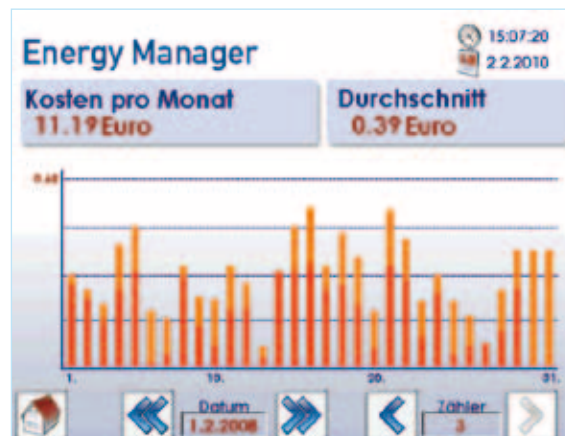 Energy Manager
15:07:20
2.2.2010
Kosten pro Monat
11.19 Euro
Durchschnitt
0.39 Euro
0.68
1.
10.
20.
31.
Datum
1.2.2008
Zähler
3